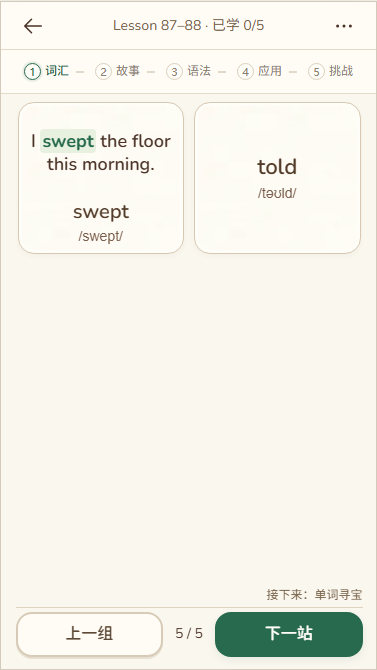 Lesson 87–88 · 已学 0/5
1 词汇 – 2 故事 – 3 语法 – 4 应用 – 5 挑战
I swept the floor
this morning.
swept
/swept/
told
/təʊld/
接下来：单词寻宝
上一组
5 / 5
下一站